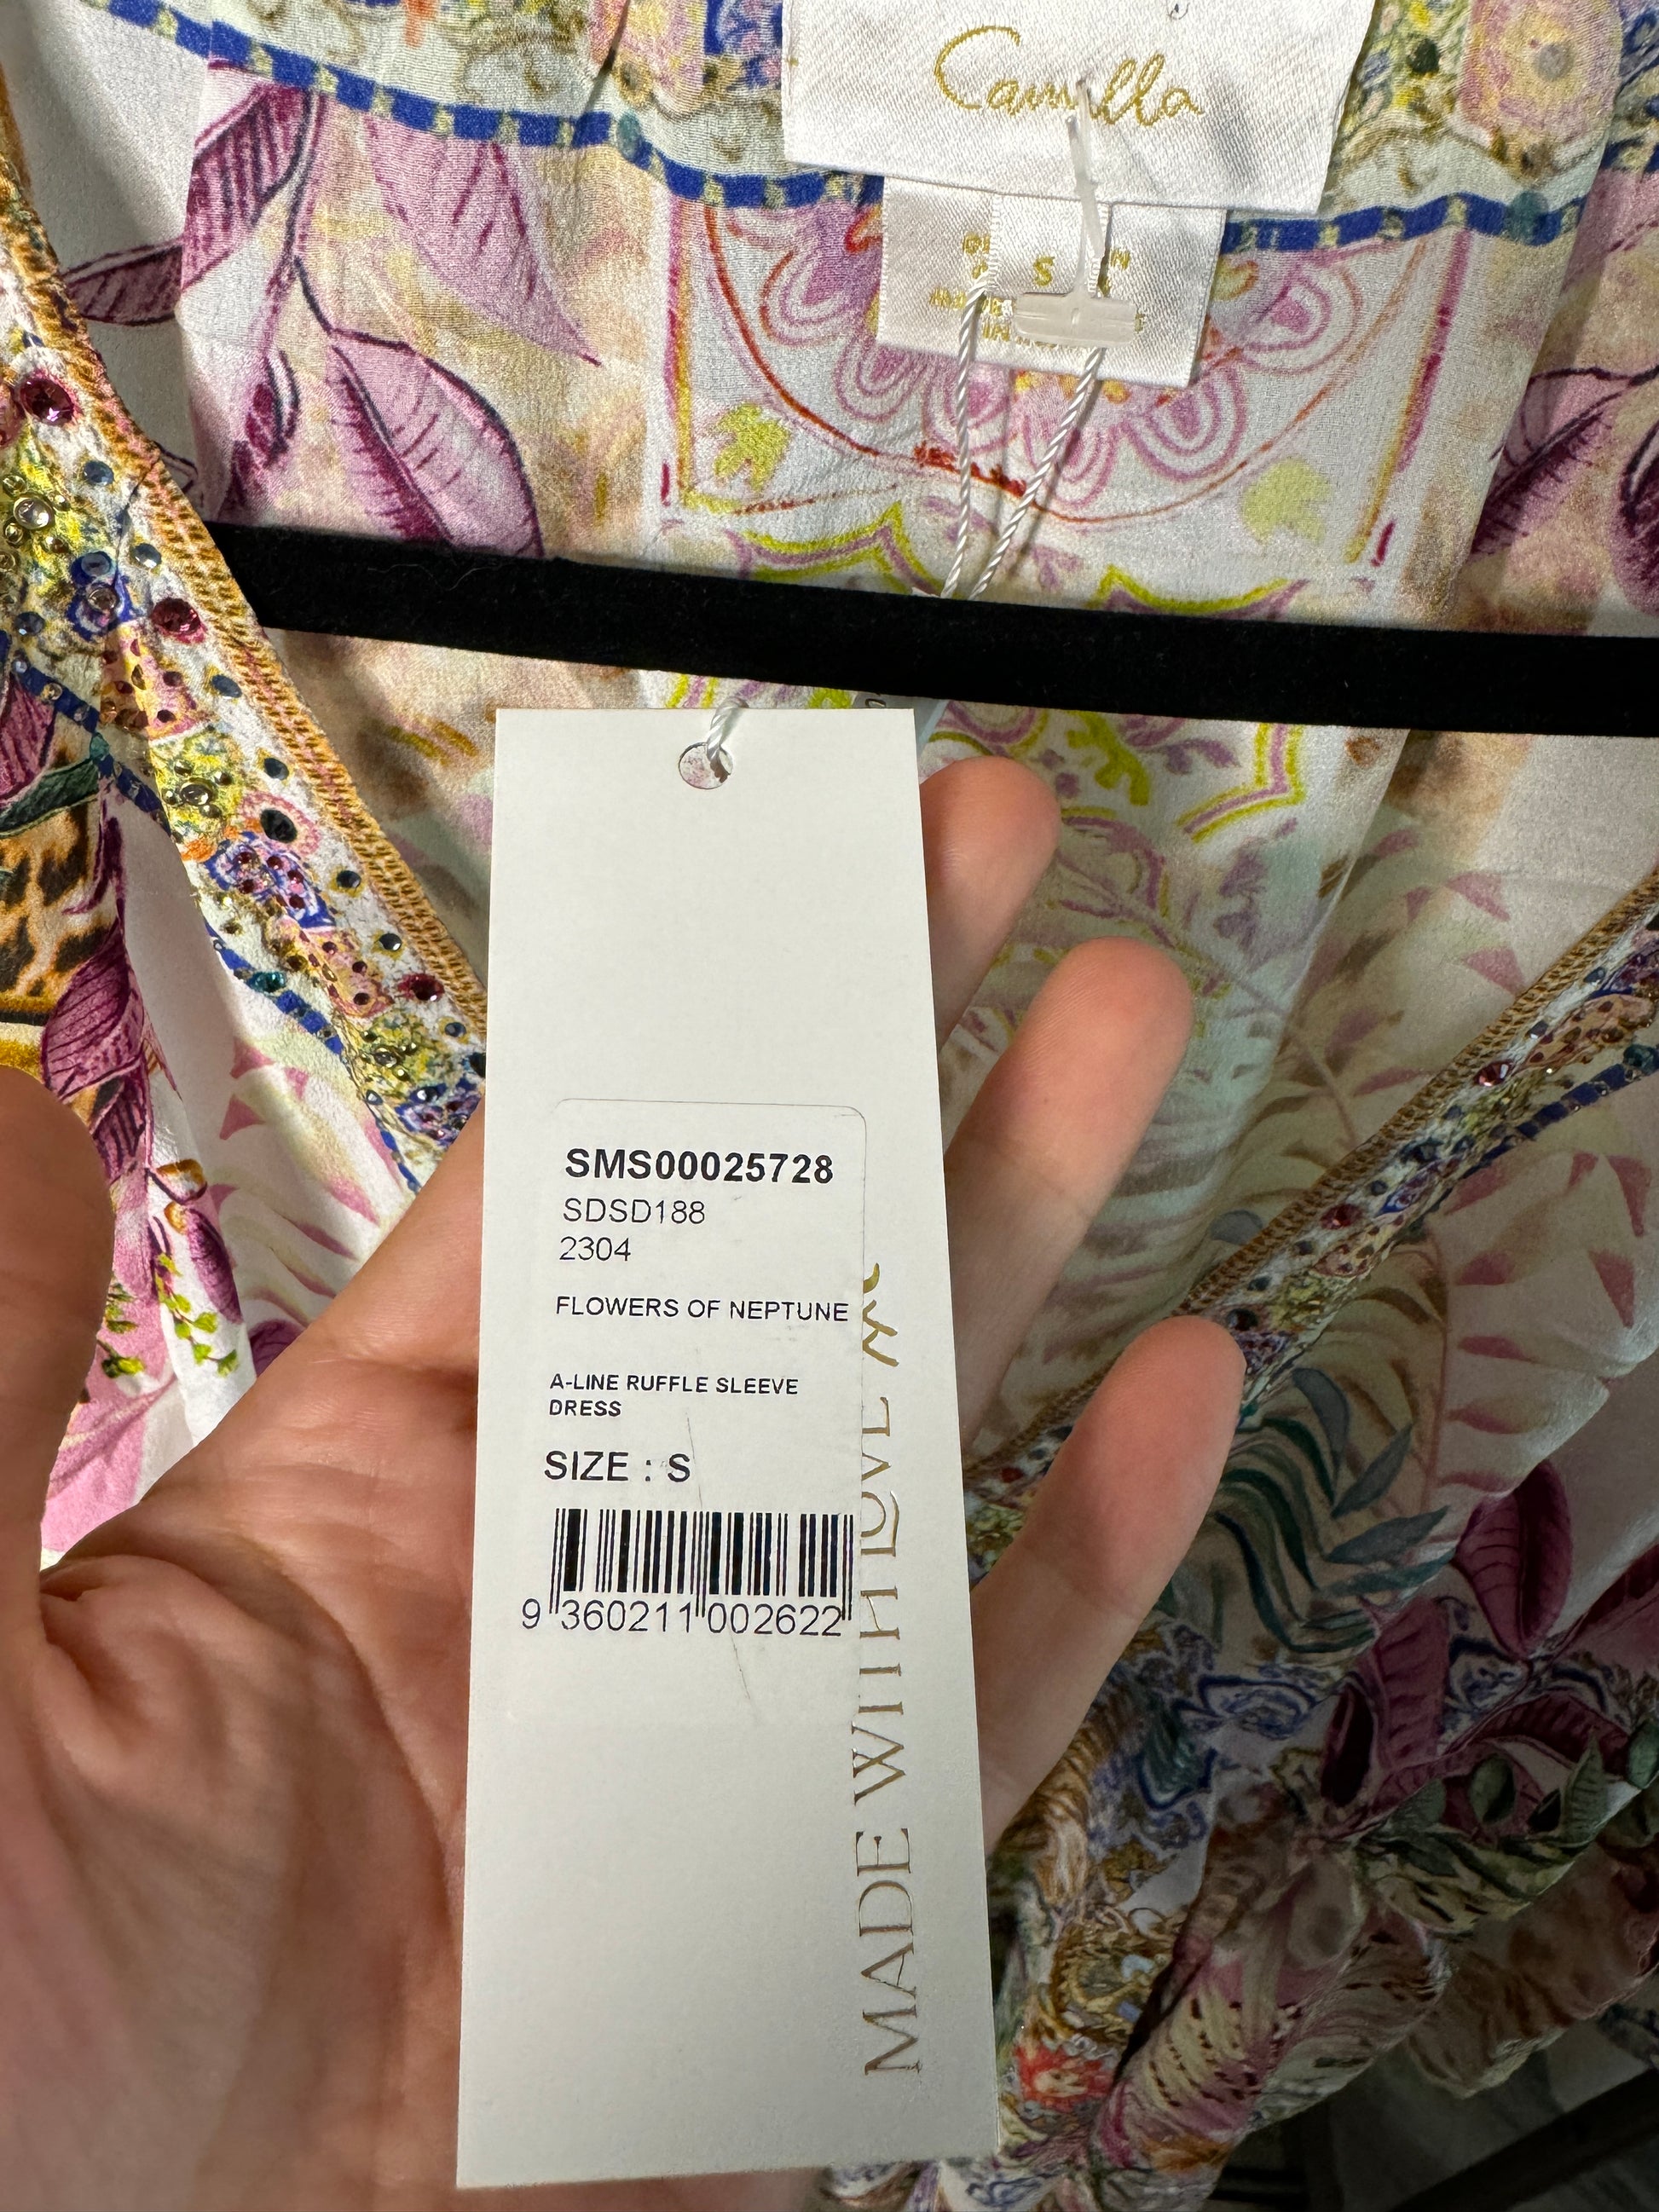 Camilla
S
SMS00025728
SDSD188
2304
FLOWERS OF NEPTUNE
A-LINE RUFFLE SLEEVE
DRESS
SIZE : S
9 360211 002622
MADE WITH LOVE